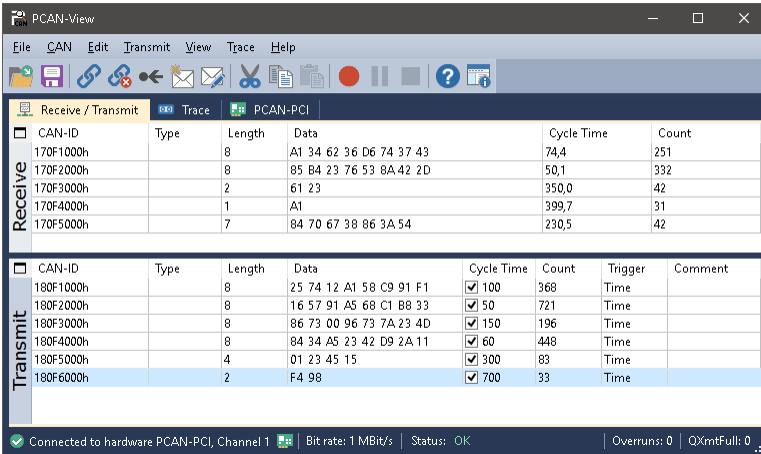 PCAN-View
File CAN Edit Transmit View Trace Help
Receive / Transmit Trace PCAN-PCI
CAN-ID Type Length Data Cycle Time Count
170F1000h 8 A1 34 62 36 D6 74 37 43 74,4 251
170F2000h 8 85 B4 23 76 53 8A 42 2D 50,1 332
170F3000h 2 61 23 350,0 42
170F4000h 1 A1 399,7 31
170F5000h 7 84 70 67 38 86 3A 54 230,5 42
Receive
CAN-ID Type Length Data Cycle Time Count Trigger Comment
180F1000h 8 25 74 12 A1 58 C9 91 F1 100 368 Time
180F2000h 8 16 57 91 A5 68 C1 B8 33 50 721 Time
180F3000h 8 86 73 00 96 73 7A 23 4D 150 196 Time
180F4000h 8 84 34 A5 23 42 D9 2A 11 60 448 Time
180F5000h 4 01 23 45 15 300 83 Time
180F6000h 2 F4 98 700 33 Time
Transmit
Connected to hardware PCAN-PCI, Channel 1 Bit rate: 1 MBit/s Status: OK Overruns: 0 QXmtFull: 0